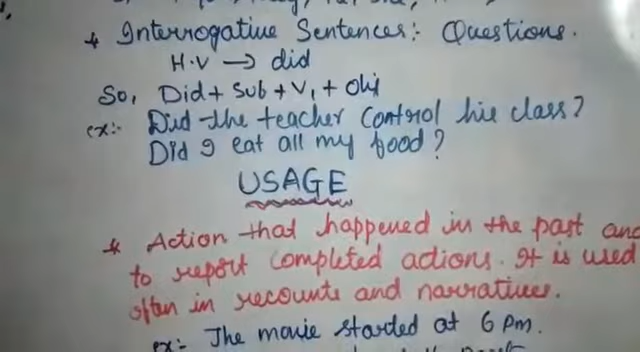 * Interrogative Sentences:- Questions.
H.V → did
So, Did + Sub + V₁ + Obj
ex:- Did the teacher control his class?
Did I eat all my food?
USAGE
* Action that happened in the past and
to report completed actions. It is used
often in recounts and narratives.
ex:- The movie started at 6 pm.